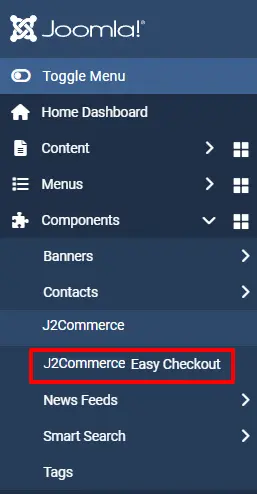 Joomla!®
Toggle Menu
Home Dashboard
Content
Menus
Components
Banners
Contacts
J2Commerce
J2Commerce Easy Checkout
News Feeds
Smart Search
Tags